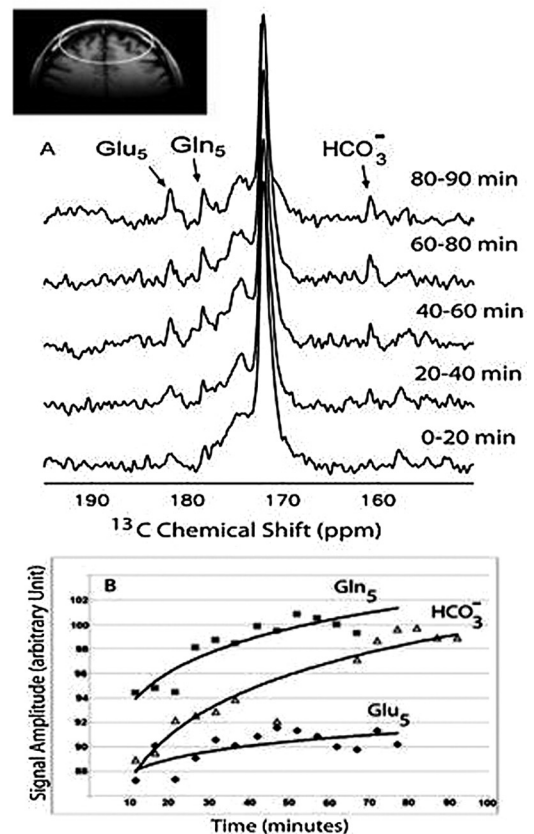 A
Glu5
Gln5
HCO3-
80-90 min
60-80 min
40-60 min
20-40 min
0-20 min
190 180 170 160
13C Chemical Shift (ppm)
B
Gln5
HCO3-
Glu5
Signal Amplitude (arbitrary Unit)
102
100
98
96
94
92
90
88
10 20 30 40 50 60 70 80 90 100
Time (minutes)